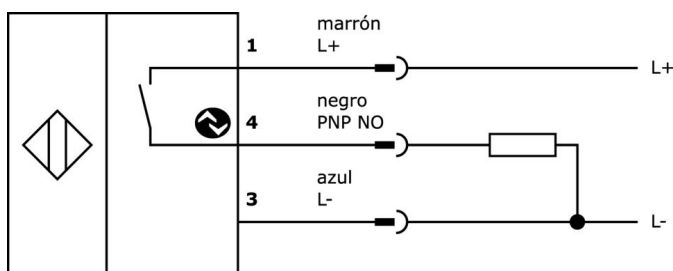 marrón
1 L+
L+
negro
4 PNP NO
azul
3 L-
L-